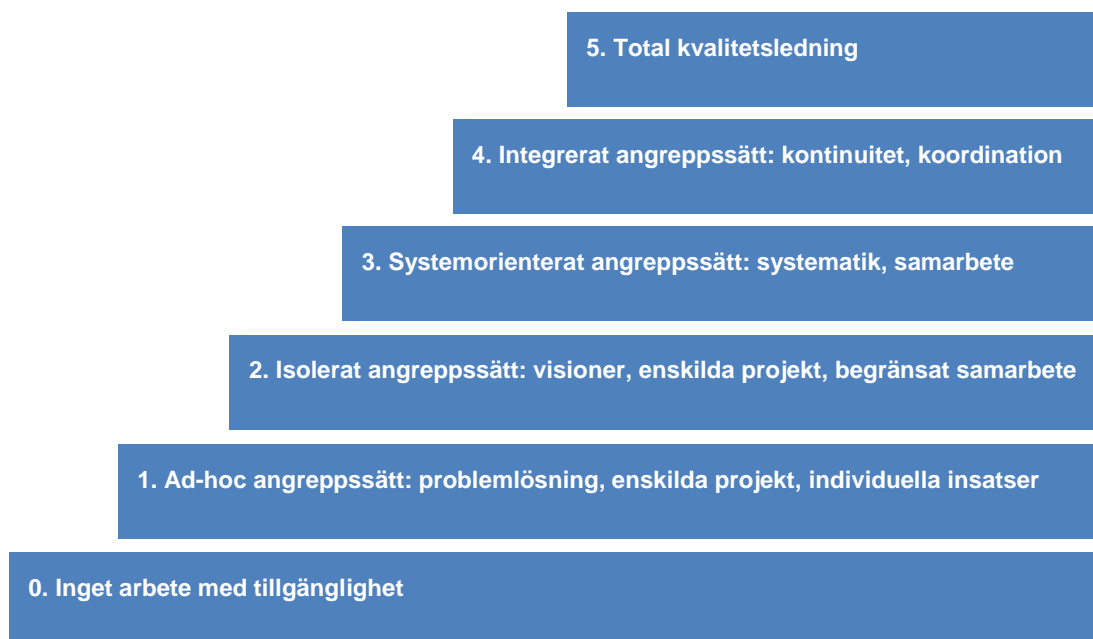 5. Total kvalitetsledning
4. Integrerat angreppssätt: kontinuitet, koordination
3. Systemorienterat angreppssätt: systematik, samarbete
2. Isolerat angreppssätt: visioner, enskilda projekt, begränsat samarbete
1. Ad-hoc angreppssätt: problemlösning, enskilda projekt, individuella insatser
0. Inget arbete med tillgänglighet